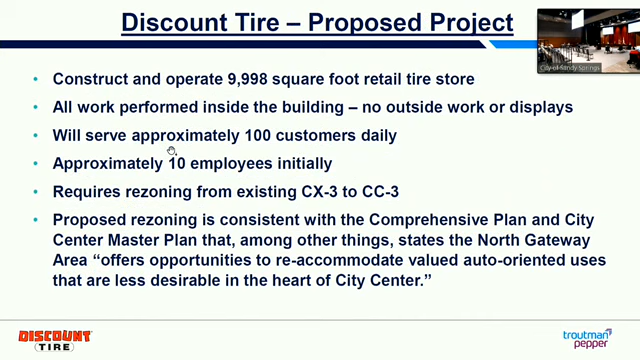 Discount Tire – Proposed Project
City of Sandy Springs
• Construct and operate 9,998 square foot retail tire store
• All work performed inside the building – no outside work or displays
• Will serve approximately 100 customers daily
• Approximately 10 employees initially
• Requires rezoning from existing CX-3 to CC-3
• Proposed rezoning is consistent with the Comprehensive Plan and City
Center Master Plan that, among other things, states the North Gateway
Area “offers opportunities to re-accommodate valued auto-oriented uses
that are less desirable in the heart of City Center.”
DISCOUNT
TIRE
troutman
pepper